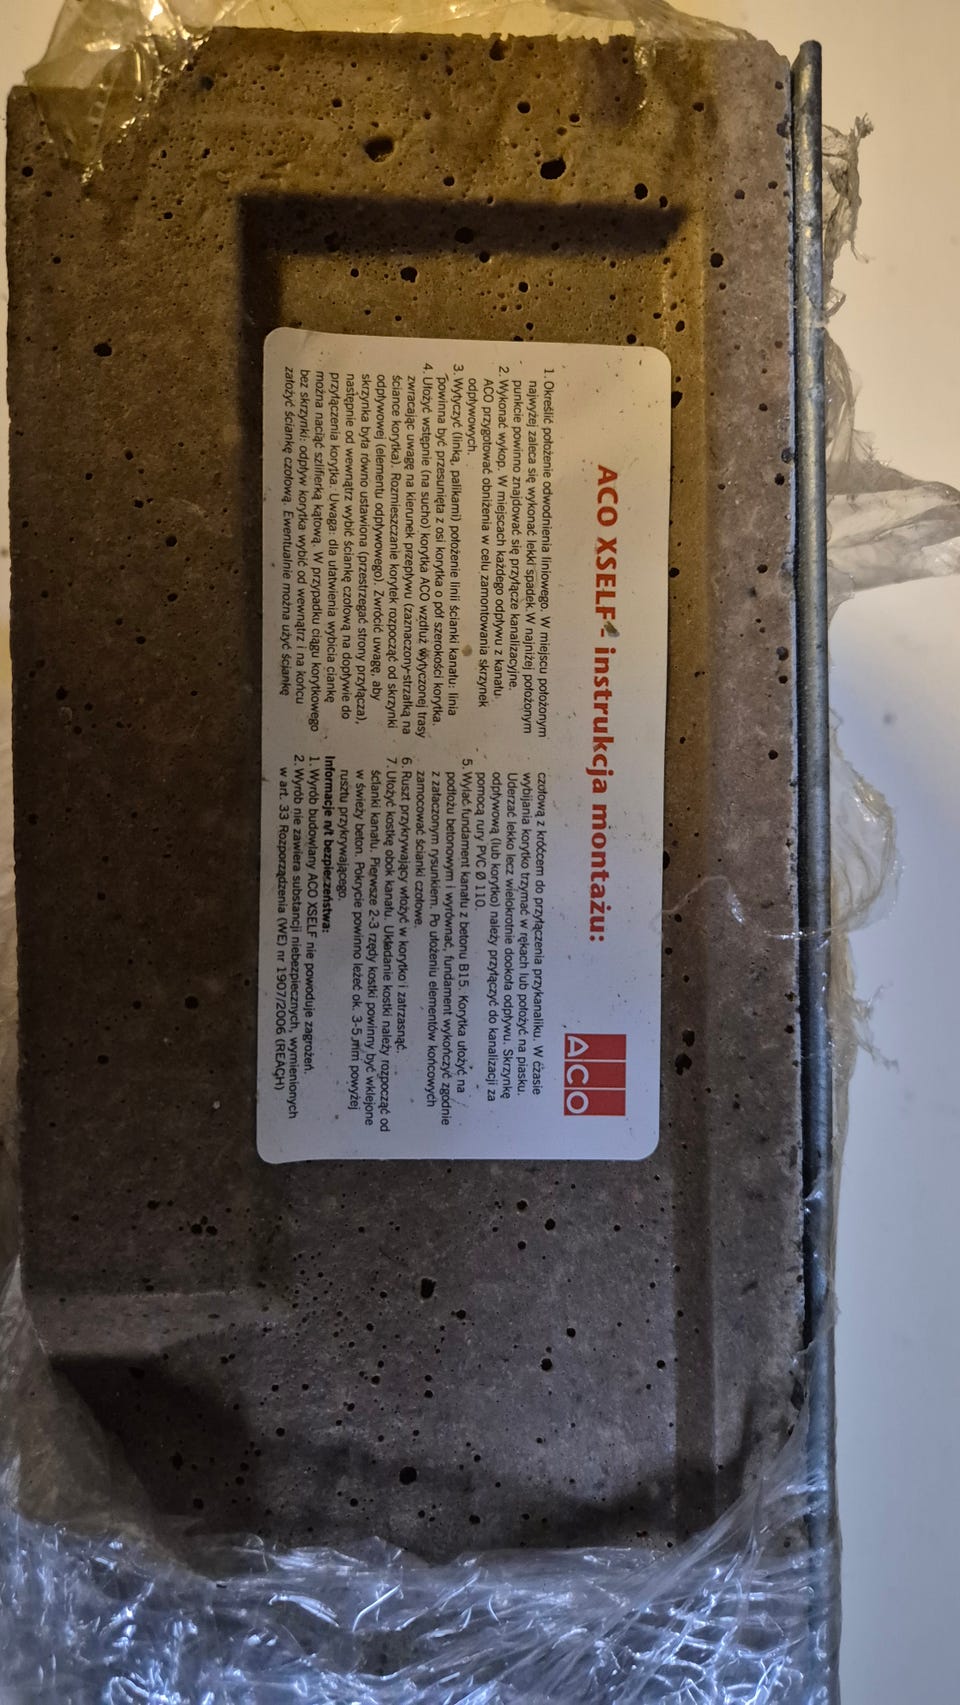 ACO XSELF - instrukcja montażu:
ACO
1. Określić położenie odwodnienia liniowego. W miejscu położonym
najwyżej zaleca się wykonać lekki spadek.W najniżej położonym
punkcie powinno znajdować się przyłącze kanalizacyjne.
2. Wykonać wykop. W miejscach każdego odpływu z kanału
ACO przygotować obniżenia w celu zamontowania skrzynek
odpływowych.
3. Wytyczyć (linką, palikami) położenie linii ścianki kanału: linia
powinna być przesunięta z osi korytka o pół szerokości korytka.
4. Ułożyć wstępnie (na sucho) korytka ACO wzdłuż wytyczonej trasy
zwracając uwagę na kierunek przepływu (zaznaczony-strzałką na
ściance korytka). Rozmieszczanie korytek rozpocząć od skrzynki
odpływowej (elementu odpływowego). Zwrócić uwagę, aby
skrzynka była równo ustawiona (przestrzegać strony przyłącza),
następnie od wewnątrz wybić ściankę czołową na dopływie do
przyłączenia korytka. Uwaga: dla ułatwienia wybicia ciankę
można naciąć szlifierką kątową. W przypadku ciągu korytkowego
bez skrzynki: odpływ korytka wybić od wewnątrz i na końcu
założyć ściankę czołową. Ewentualnie można użyć ściankę
czołową z króćcem do przyłączenia przykanaliku. W czasie
wybijania korytko trzymać w rękach lub położyć na piasku.
Uderzać lekko lecz wielokrotnie dookoła odpływu. Skrzynkę
odpływową (lub korytko) należy przyłączyć do kanalizacji za
pomocą rury PVC Ø 110.
5. Wylać fundament kanału z betonu B15. Korytka ułożyć na
podłożu betonowym i wyrównać, fundament wykończyć zgodnie
z załaczonym rysunkiem. Po ułożeniu elementów końcowych
zamocować ścianki czołowe.
6. Ruszt przykrywający włożyć w korytko i zatrzasnąć.
7. Ułożyć kostkę obok kanału. Układanie kostki należy rozpocząć od
ścianki kanału. Pierwsze 2-3 rzędy kostki powinny być wklejone
w świeży beton. Pokrycie powinno leżeć ok. 3-5 mm powyżej
rusztu przykrywającego.
Informacje n/t bezpieczeństwa:
1. Wyrób budowlany ACO XSELF nie powoduje zagrożeń.
2. Wyrób nie zawiera substancji niebezpiecznych, wymienionych
w art. 33 Rozporządzenia (WE) nr 1907/2006 (REACH)